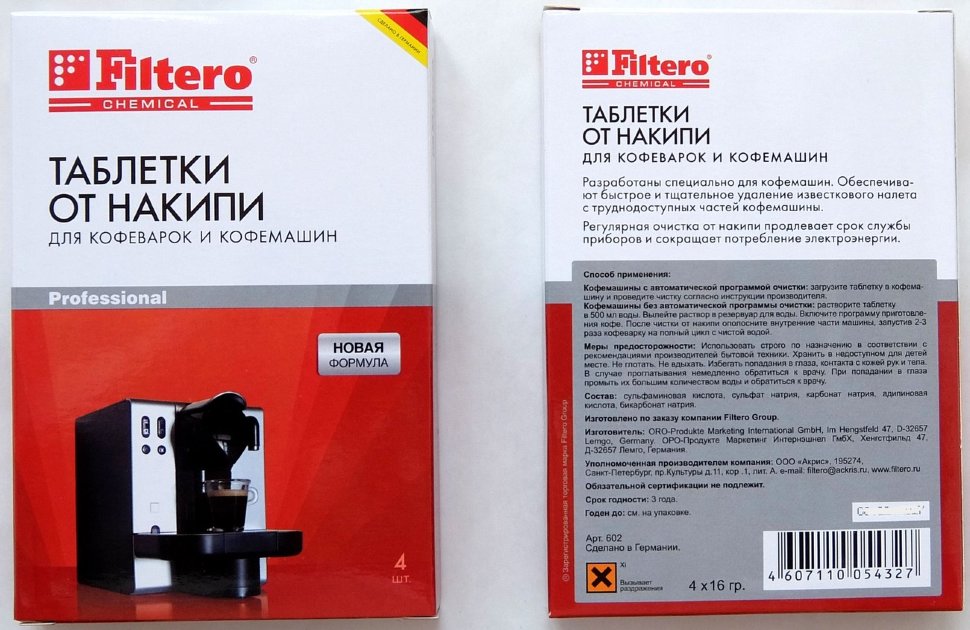 Filtero®
CHEMICAL
СДЕЛАНО В ГЕРМАНИИ
ТАБЛЕТКИ
ОТ НАКИПИ
ДЛЯ КОФЕВАРОК И КОФЕМАШИН
Professional
НОВАЯ
ФОРМУЛА
4
ШТ.
Filtero®
CHEMICAL
ТАБЛЕТКИ
ОТ НАКИПИ
ДЛЯ КОФЕВАРОК И КОФЕМАШИН
Разработаны специально для кофемашин. Обеспечива-
ют быстрое и тщательное удаление известкового налета
с труднодоступных частей кофемашины.
Регулярная очистка от накипи продлевает срок службы
приборов и сокращает потребление электроэнергии.
Способ применения:
Кофемашины с автоматической программой очистки: загрузите таблетку в кофема-
шину и проведите чистку согласно инструкции производителя.
Кофемашины без автоматической программы очистки: растворите таблетку
в 500 мл воды. Вылейте раствор в резервуар для воды. Включите программу приготовле-
ния кофе. После чистки от накипи ополосните внутренние части машины, запустив 2-3
раза кофеварку на полный цикл с чистой водой.
Меры предосторожности: Использовать строго по назначению в соответствии с
рекомендациями производителей бытовой техники. Хранить в недоступном для детей
месте. Не глотать. Не вдыхать. Избегать попадания в глаза, контакта с кожей рук и тела.
В случае проглатывания немедленно обратиться к врачу. При попадании в глаза
промыть их большим количеством воды и обратиться к врачу.
Состав: сульфаминовая кислота, сульфат натрия, карбонат натрия, адипиновая
кислота, бикарбонат натрия.
Изготовлено по заказу компании Filtero Group.
Изготовитель: ORO-Produkte Marketing International GmbH, Im Hengstfeld 47, D-32657
Lemgo, Germany. ОРО-Продукте Маркетинг Интернэшнел ГмбХ, Хенгстфильд 47,
Д-32657 Лемго, Германия.
Уполномоченная производителем компания: ООО «Акрис», 195274,
Санкт-Петербург, пр.Культуры д.11, кор .1, лит. А. e-mail: filtero@ackris.ru, www.filtero.ru
Обязательной сертификации не подлежит.
Срок годности: 3 года.
Годен до: см. на упаковке.
Арт. 602
Сделано в Германии.
Xi
Вызывает
раздражения
4 x 16 гр.
4 607110 054327
© Зарегистрированная торговая марка Filtero Group